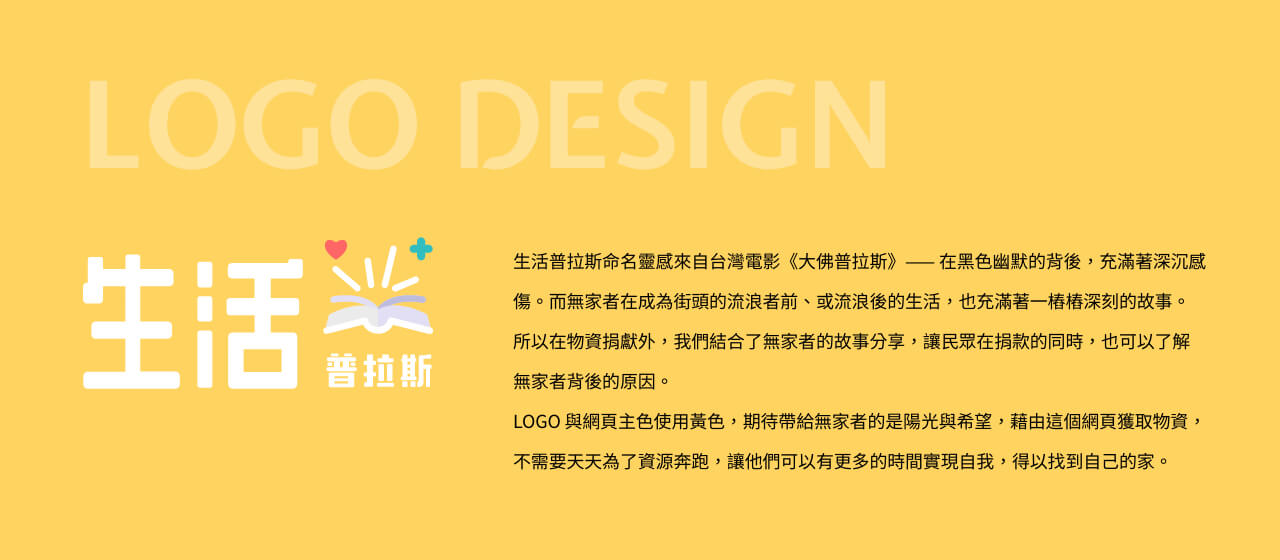 LOGO DESIGN
生活
普拉斯
生活普拉斯命名靈感來自台灣電影《大佛普拉斯》—— 在黑色幽默的背後，充滿著深沉感
傷。而無家者在成為街頭的流浪者前、或流浪後的生活，也充滿著一樁樁深刻的故事。
所以在物資捐獻外，我們結合了無家者的故事分享，讓民眾在捐款的同時，也可以了解
無家者背後的原因。
LOGO 與網頁主色使用黃色，期待帶給無家者的是陽光與希望，藉由這個網頁獲取物資，
不需要天天為了資源奔跑，讓他們可以有更多的時間實現自我，得以找到自己的家。